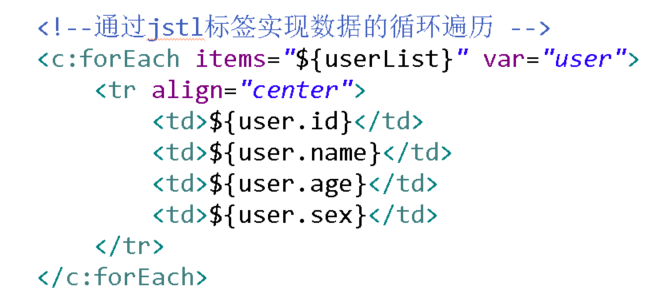 <!--通过jstl标签实现数据的循环遍历 -->
<c:forEach items="${userList}" var="user">
<tr align="center">
<td>${user.id}</td>
<td>${user.name}</td>
<td>${user.age}</td>
<td>${user.sex}</td>
</tr>
</c:forEach>